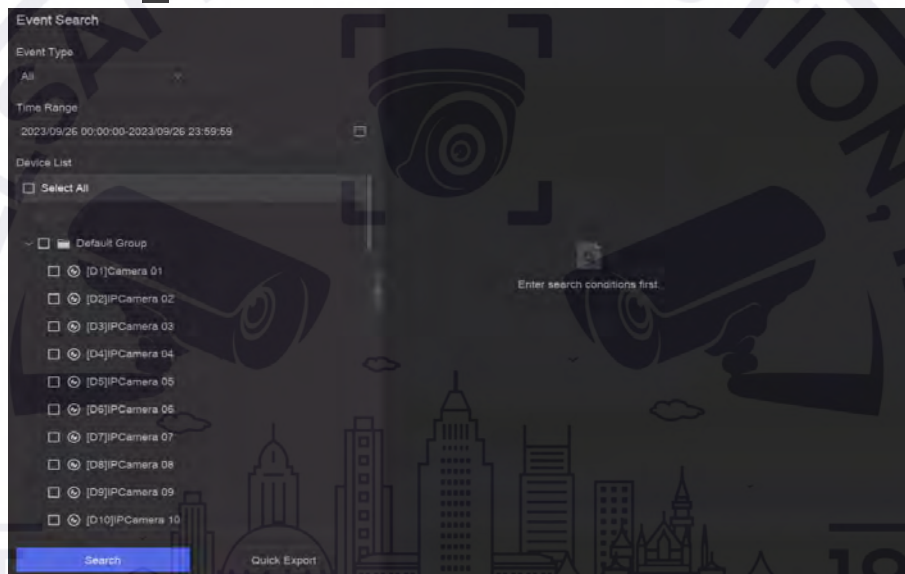 Event Search
Event Type
All
Time Range
2023/09/26 00:00:00-2023/09/26 23:59:59
Device List
Select All
Default Group
[D1]Camera 01
[D2]IPCamera 02
[D3]IPCamera 03
[D4]IPCamera 04
[D5]IPCamera 05
[D6]IPCamera 06
[D7]IPCamera 07
[D8]IPCamera 08
[D9]IPCamera 09
[D10]IPCamera 10
Search
Quick Export
Enter search conditions first.